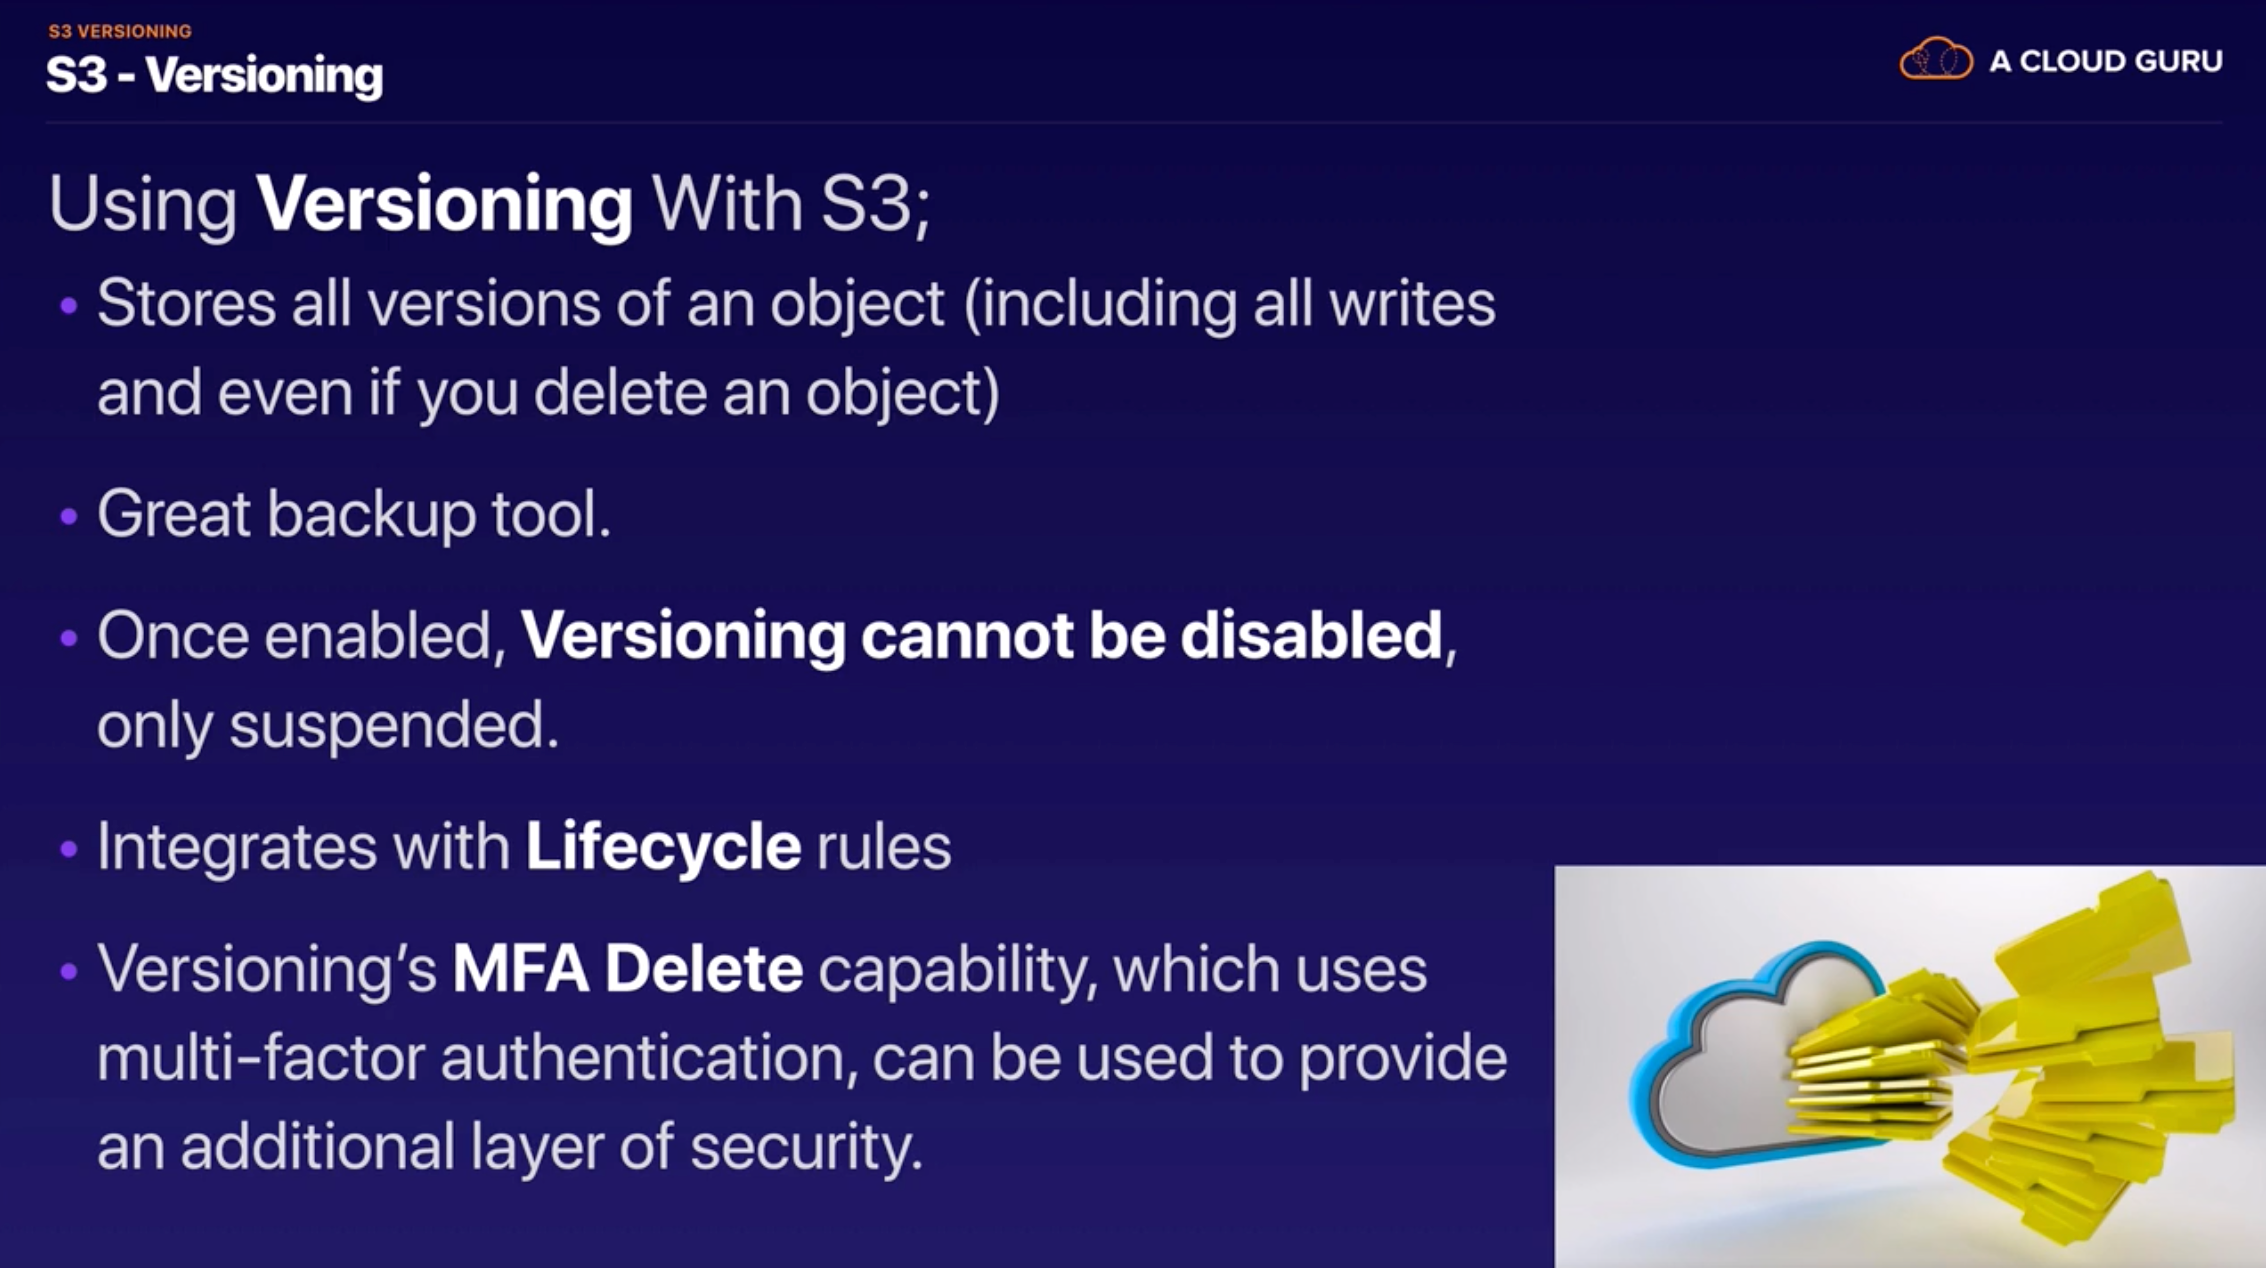 S3 VERSIONING
S3 - Versioning
A CLOUD GURU
Using Versioning With S3;
• Stores all versions of an object (including all writes
and even if you delete an object)
• Great backup tool.
• Once enabled, Versioning cannot be disabled,
only suspended.
• Integrates with Lifecycle rules
• Versioning’s MFA Delete capability, which uses
multi-factor authentication, can be used to provide
an additional layer of security.